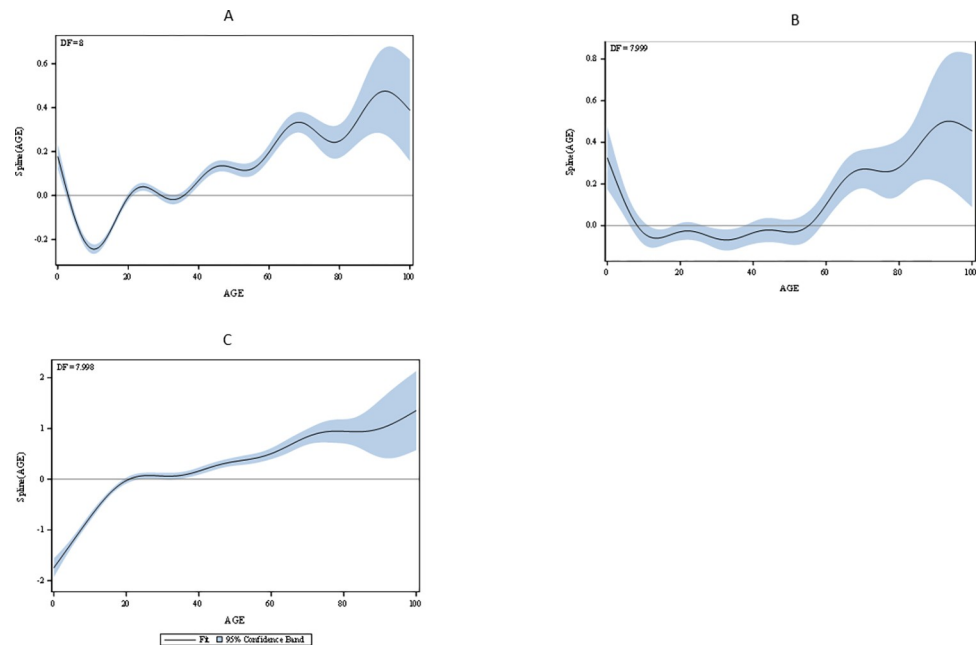 A
DF = 8
0.6
0.4
0.2
0.0
-0.2
Spline(AGE)
0 20 40 60 80 100
AGE
B
DF = 7.999
0.8
0.6
0.4
0.2
0.0
Spline(AGE)
0 20 40 60 80 100
AGE
C
DF = 7.998
2
1
0
-1
-2
Spline(AGE)
0 20 40 60 80 100
AGE
Fit 95% Confidence Band